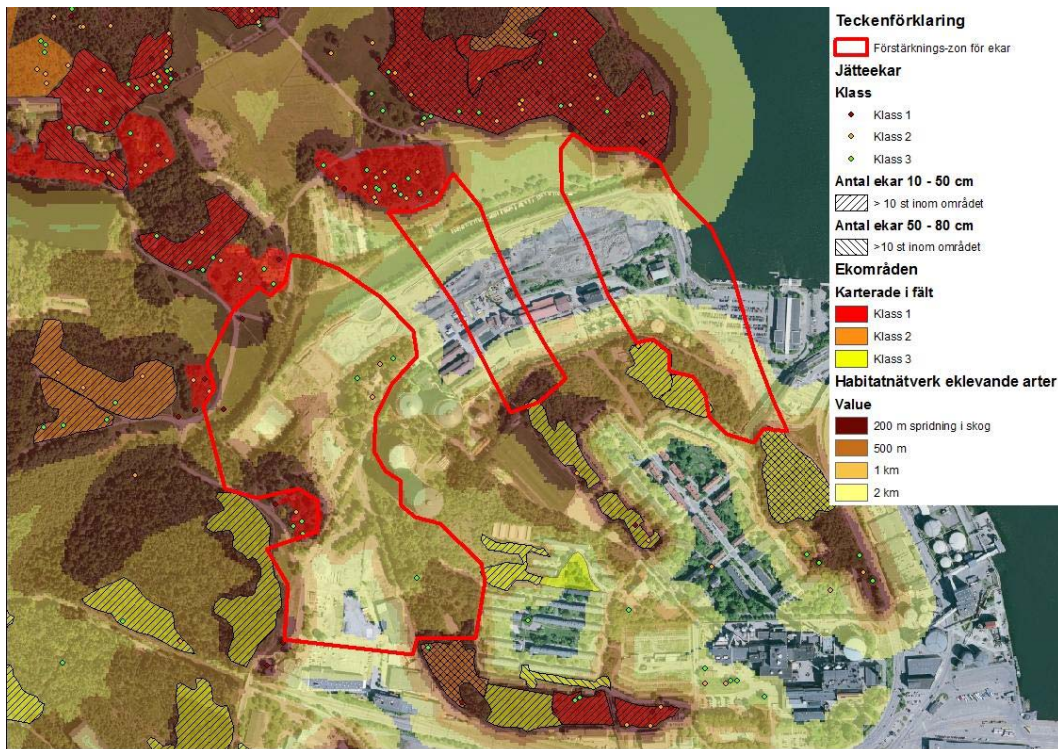 Teckenförklaring
Förstärknings-zon för ekar
Jätteekar
Klass
Klass 1
Klass 2
Klass 3
Antal ekar 10 - 50 cm
> 10 st inom området
Antal ekar 50 - 80 cm
>10 st inom området
Ekområden
Karterade i fält
Klass 1
Klass 2
Klass 3
Habitatnätverk eklevande arter
Value
200 m spridning i skog
500 m
1 km
2 km